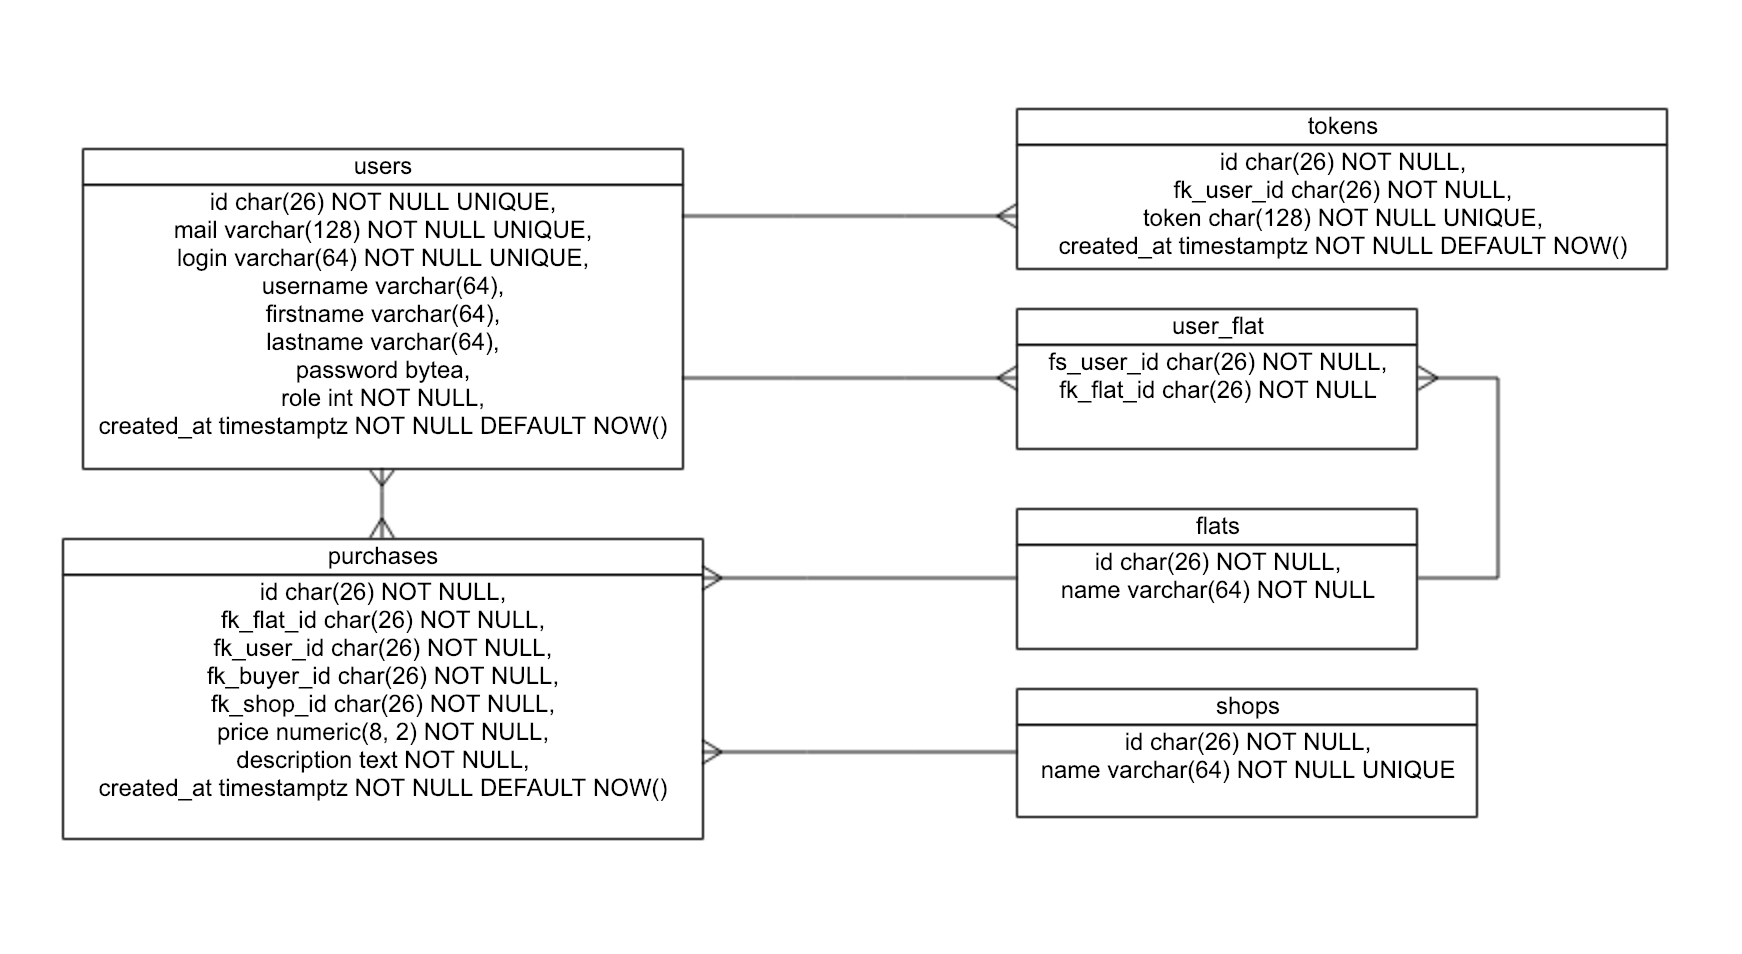 users
id char(26) NOT NULL UNIQUE,
mail varchar(128) NOT NULL UNIQUE,
login varchar(64) NOT NULL UNIQUE,
username varchar(64),
firstname varchar(64),
lastname varchar(64),
password bytea,
role int NOT NULL,
created_at timestamptz NOT NULL DEFAULT NOW()
tokens
id char(26) NOT NULL,
fk_user_id char(26) NOT NULL,
token char(128) NOT NULL UNIQUE,
created_at timestamptz NOT NULL DEFAULT NOW()
user_flat
fs_user_id char(26) NOT NULL,
fk_flat_id char(26) NOT NULL
purchases
id char(26) NOT NULL,
fk_flat_id char(26) NOT NULL,
fk_user_id char(26) NOT NULL,
fk_buyer_id char(26) NOT NULL,
fk_shop_id char(26) NOT NULL,
price numeric(8, 2) NOT NULL,
description text NOT NULL,
created_at timestamptz NOT NULL DEFAULT NOW()
flats
id char(26) NOT NULL,
name varchar(64) NOT NULL
shops
id char(26) NOT NULL,
name varchar(64) NOT NULL UNIQUE